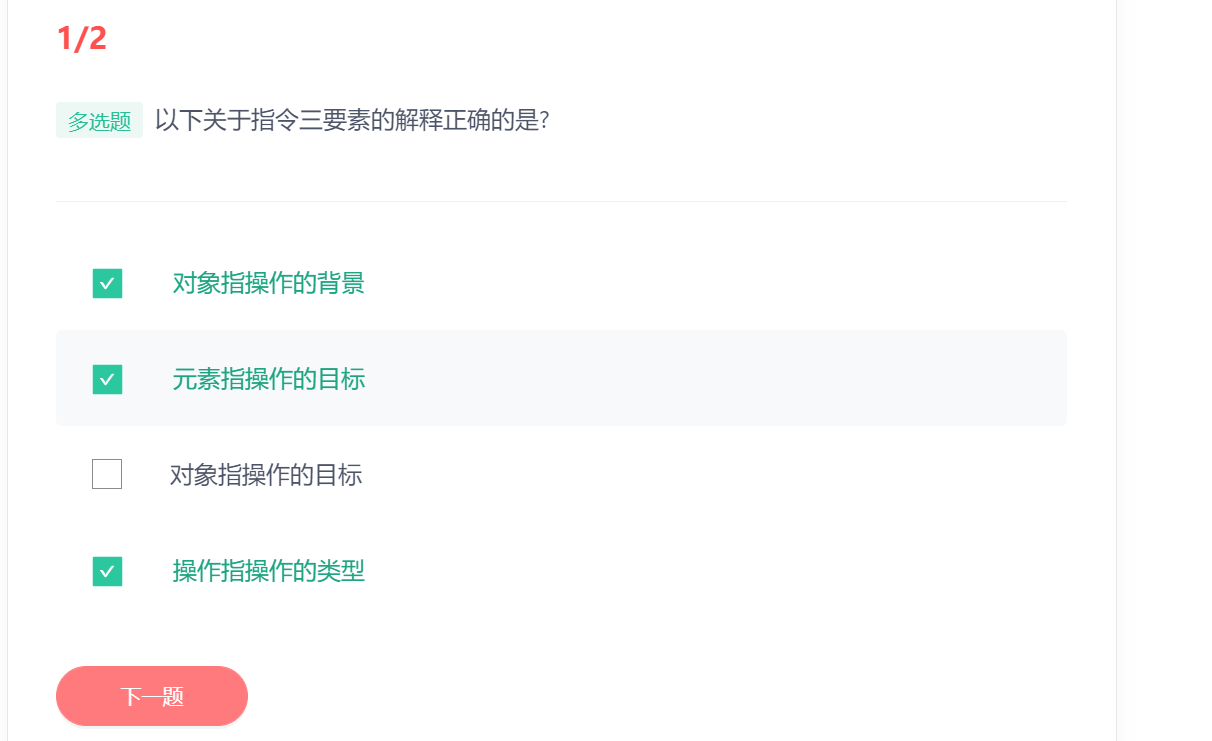 1/2
多选题 以下关于指令三要素的解释正确的是?
对象指操作的背景
元素指操作的目标
对象指操作的目标
操作指操作的类型
下一题